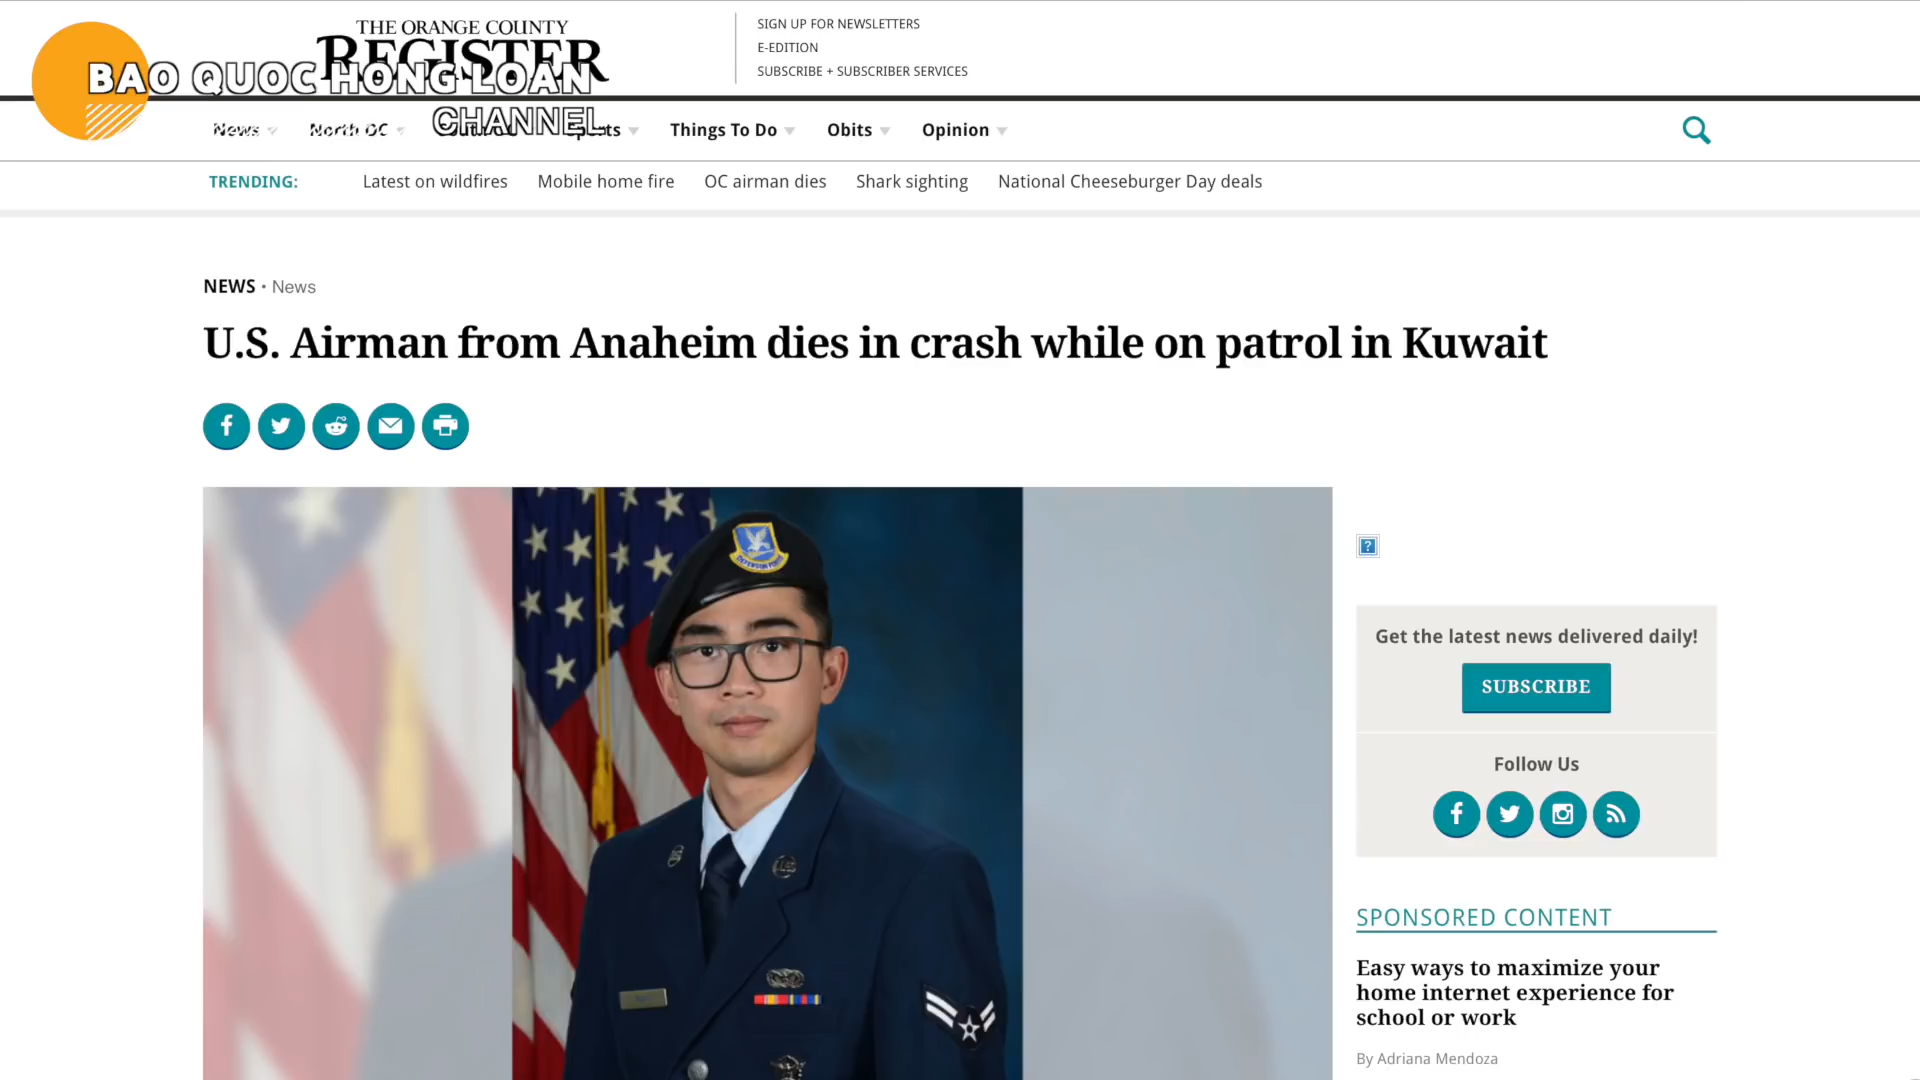 THE ORANGE COUNTY
REGISTER
BAO QUOC HONG LOAN
CHANNEL
SIGN UP FOR NEWSLETTERS
E-EDITION
SUBSCRIBE + SUBSCRIBER SERVICES
News
North OC
Sports
Things To Do
Obits
Opinion
TRENDING:
Latest on wildfires
Mobile home fire
OC airman dies
Shark sighting
National Cheeseburger Day deals
NEWS • News
U.S. Airman from Anaheim dies in crash while on patrol in Kuwait
Get the latest news delivered daily!
SUBSCRIBE
Follow Us
SPONSORED CONTENT
Easy ways to maximize your
home internet experience for
school or work
By Adriana Mendoza